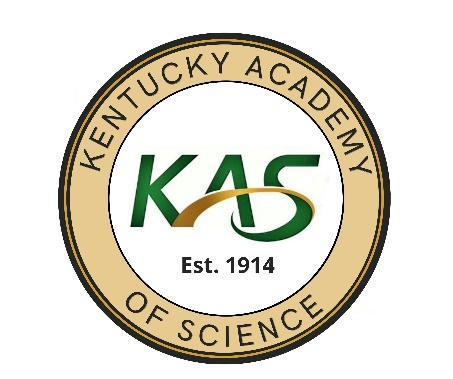 KENTUCKY ACADEMY
KAS
Est. 1914
OF SCIENCE